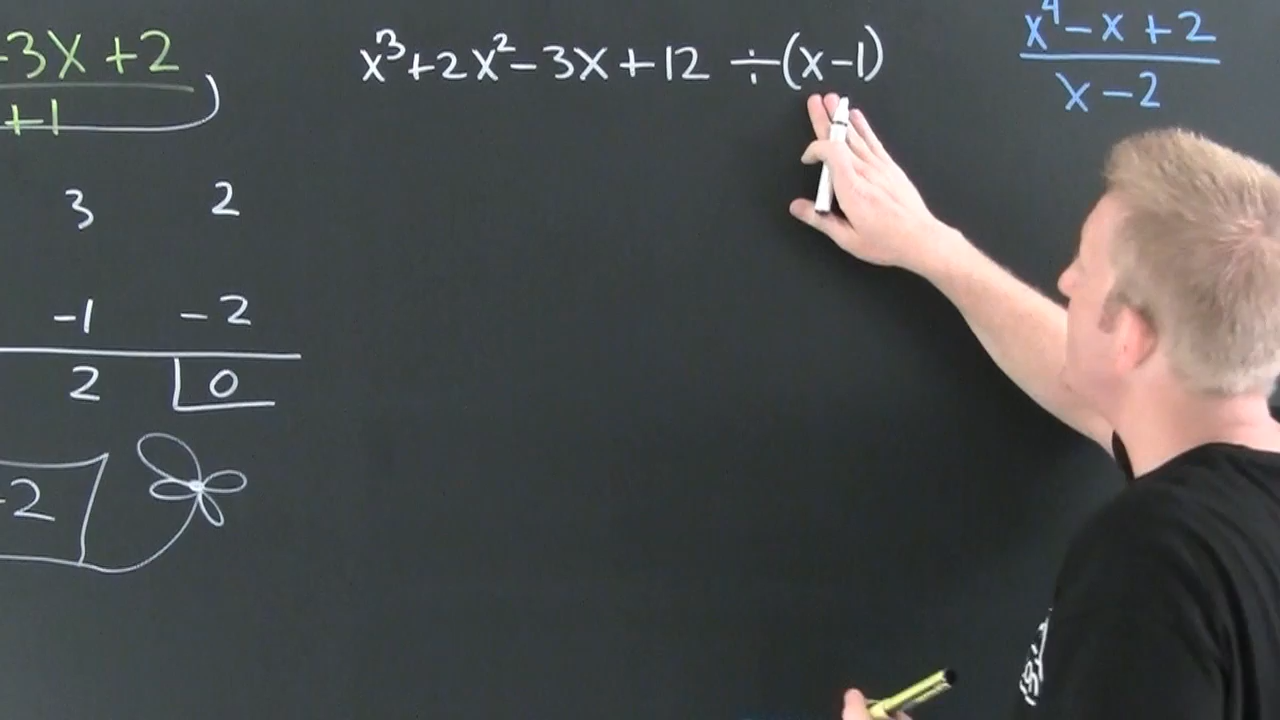 -3x + 2
+1
3 2
-1 -2
2 0
-2
x³+2x²-3x+12 ÷(x-1)
x⁴-x+2
x-2